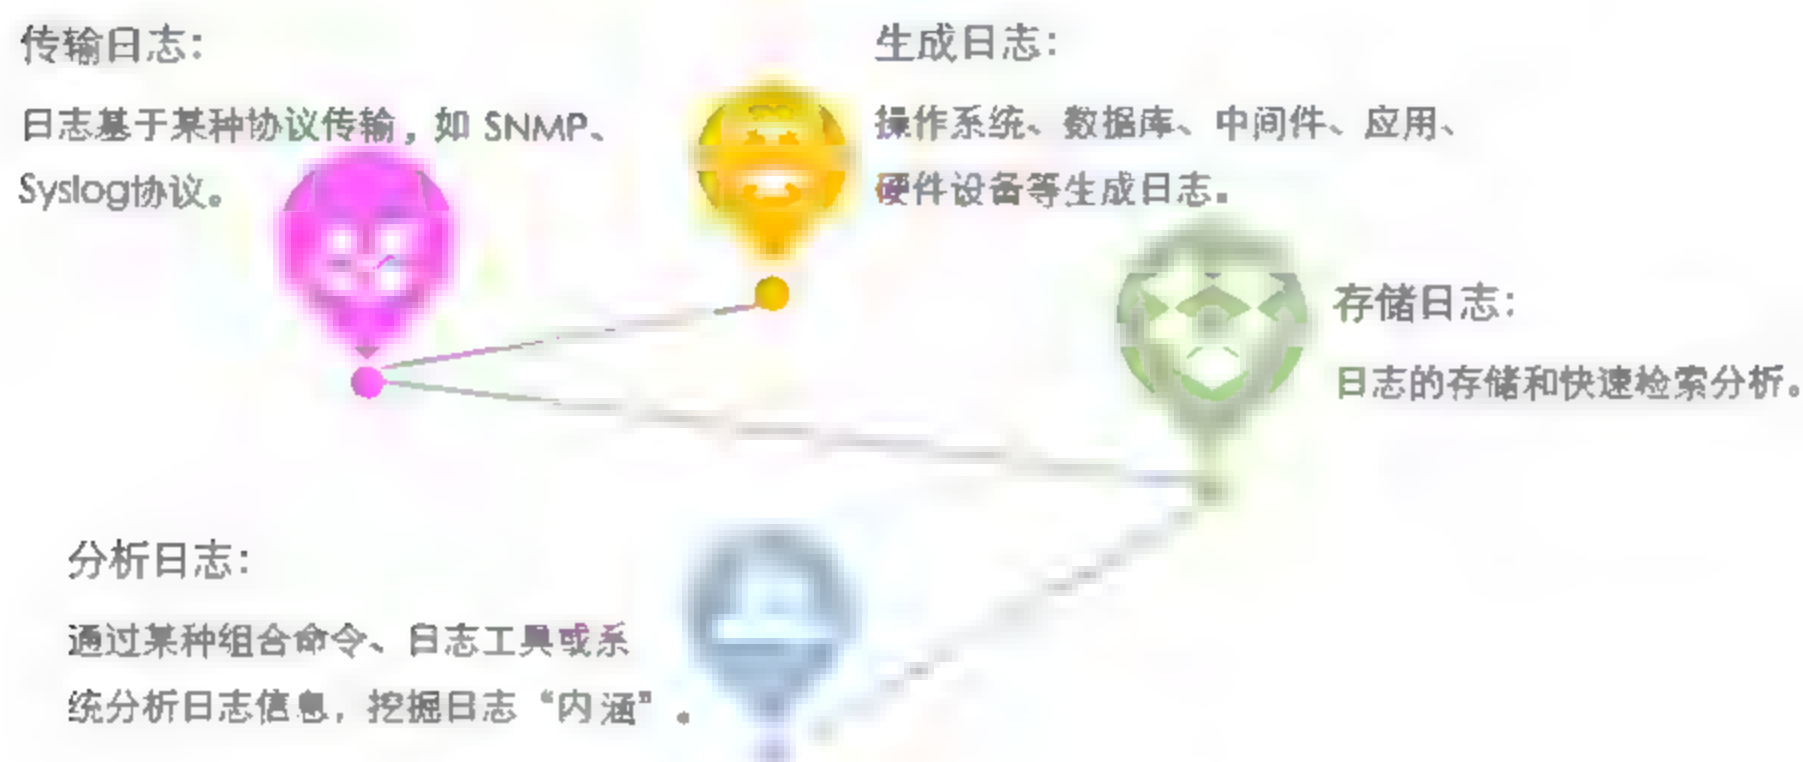 传输日志：
日志基于某种协议传输，如 SNMP、
Syslog协议。
生成日志：
操作系统、数据库、中间件、应用、
硬件设备等生成日志。
存储日志：
日志的存储和快速检索分析。
分析日志：
通过某种组合命令、日志工具或系
统分析日志信息，挖掘日志“内涵”。